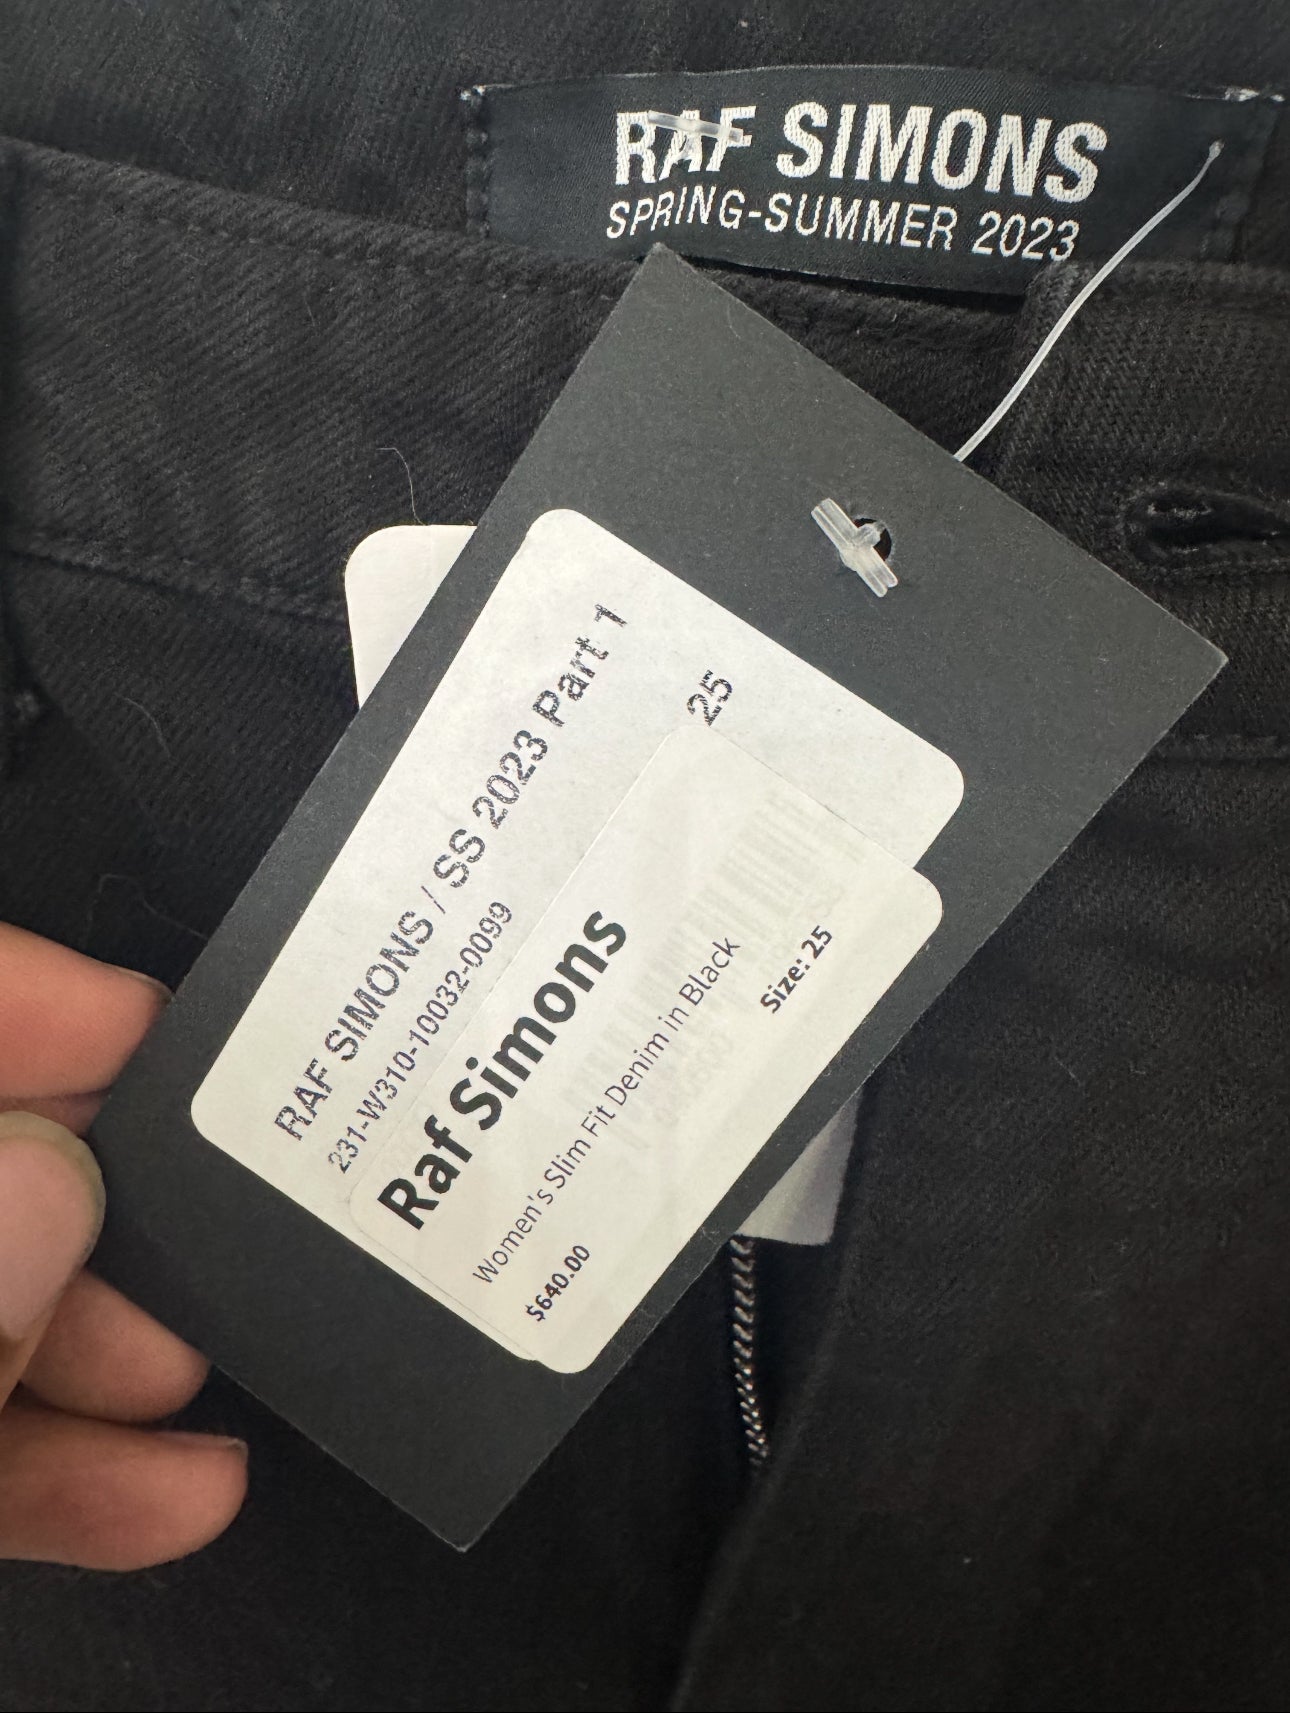 RAF SIMONS
SPRING-SUMMER 2023
RAF SIMONS / SS 2023 Part 1
231-W310-10032-0099
25
Raf Simons
Women's Slim Fit Denim in Black
$640.00
Size: 25